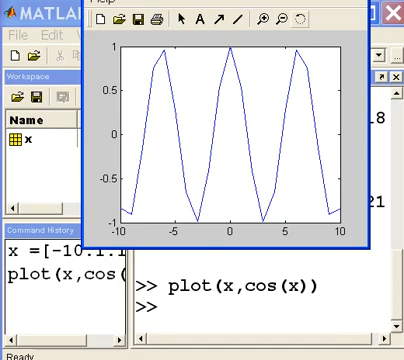 MATLAB
Help
File
Ed
Workspace
Name
x
1
0.5
0
-0.5
-1
-10
-5
0
5
10
18
21
Command History
x =[-10:1:1
plot(x,cos(
>> plot(x,cos(x))
>>
Ready